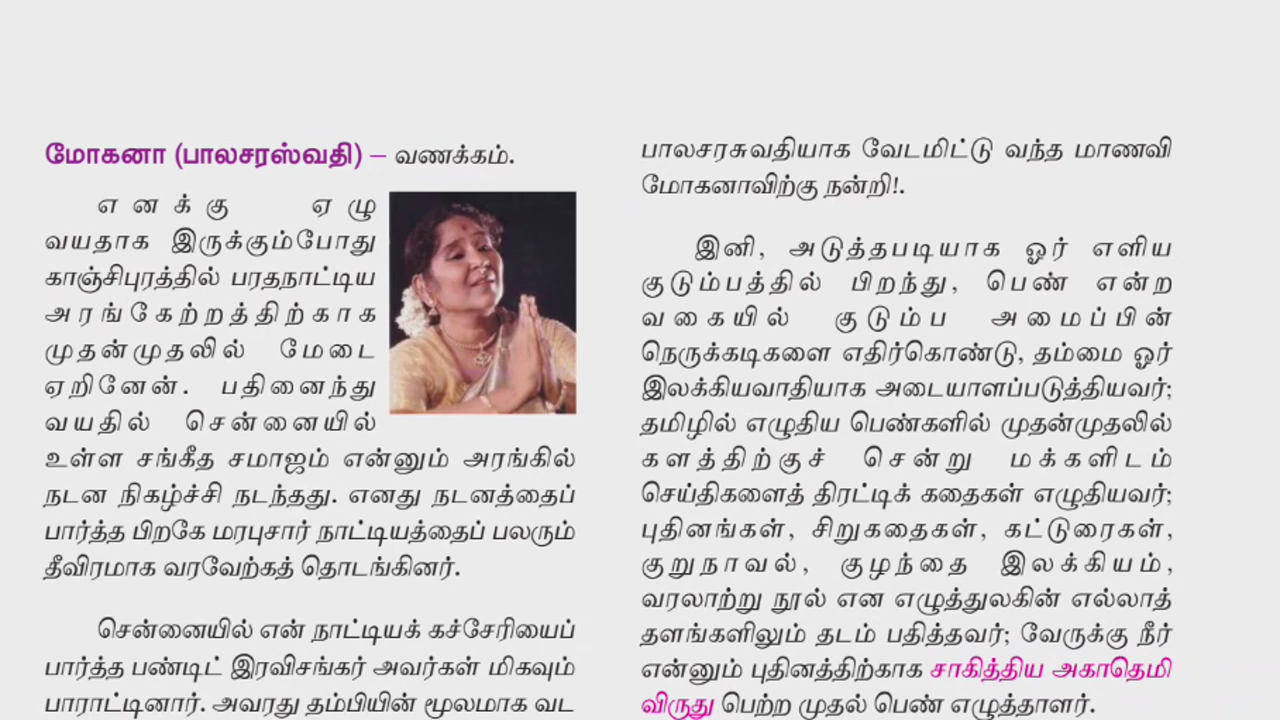 மோகனா (பாலசரஸ்வதி) – வணக்கம்.
எனக்கு ஏழு
வயதாக இருக்கும்போது
காஞ்சிபுரத்தில் பரதநாட்டிய
அரங்கேற்றத்திற்காக
முதன்முதலில் மேடை
ஏறினேன். பதினைந்து
வயதில் சென்னையில்
உள்ள சங்கீத சமாஜம் என்னும் அரங்கில்
நடன நிகழ்ச்சி நடந்தது. எனது நடனத்தைப்
பார்த்த பிறகே மரபுசார் நாட்டியத்தைப் பலரும்
தீவிரமாக வரவேற்கத் தொடங்கினர்.
சென்னையில் என் நாட்டியக் கச்சேரியைப்
பார்த்த பண்டிட் இரவிசங்கர் அவர்கள் மிகவும்
பாராட்டினார். அவரது தம்பியின் மூலமாக வட
பாலசரசுவதியாக வேடமிட்டு வந்த மாணவி
மோகனாவிற்கு நன்றி!.
இனி, அடுத்தபடியாக ஓர் எளிய
குடும்பத்தில் பிறந்து, பெண் என்ற
வகையில் குடும்ப அமைப்பின்
நெருக்கடிகளை எதிர்கொண்டு, தம்மை ஓர்
இலக்கியவாதியாக அடையாளப்படுத்தியவர்;
தமிழில் எழுதிய பெண்களில் முதன்முதலில்
களத்திற்குச் சென்று மக்களிடம்
செய்திகளைத் திரட்டிக் கதைகள் எழுதியவர்;
புதினங்கள், சிறுகதைகள், கட்டுரைகள்,
குறுநாவல், குழந்தை இலக்கியம்,
வரலாற்று நூல் என எழுத்துலகின் எல்லாத்
தளங்களிலும் தடம் பதித்தவர்; வேருக்கு நீர்
என்னும் புதினத்திற்காக சாகித்திய அகாதெமி
விருது பெற்ற முதல் பெண் எழுத்தாளர்.